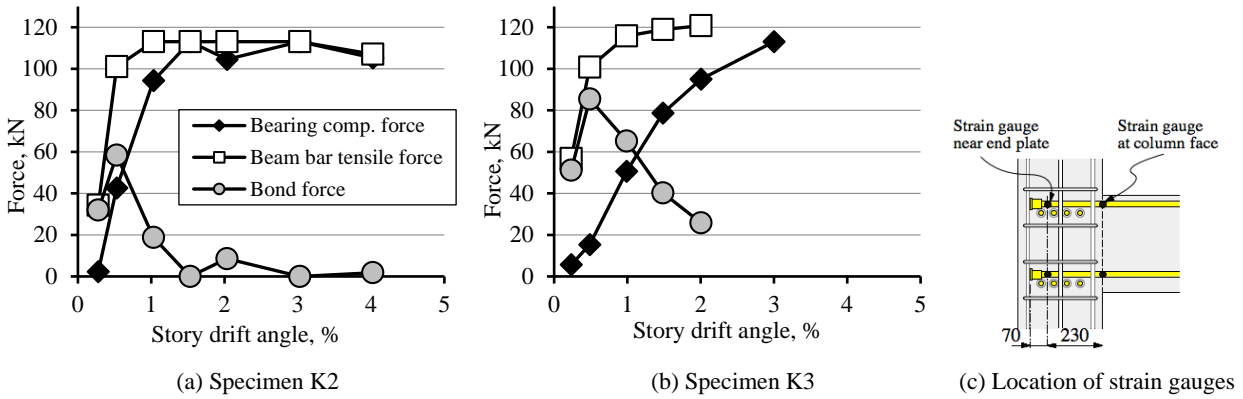 120
100
80
60
40
20
0
Force, kN
0 1 2 3 4 5
Story drift angle, %
Bearing comp. force
Beam bar tensile force
Bond force
(a) Specimen K2
120
100
80
60
40
20
0
Force, kN
0 1 2 3 4 5
Story drift angle, %
(b) Specimen K3
Strain gauge
near end plate
Strain gauge
at column face
70 230
(c) Location of strain gauges